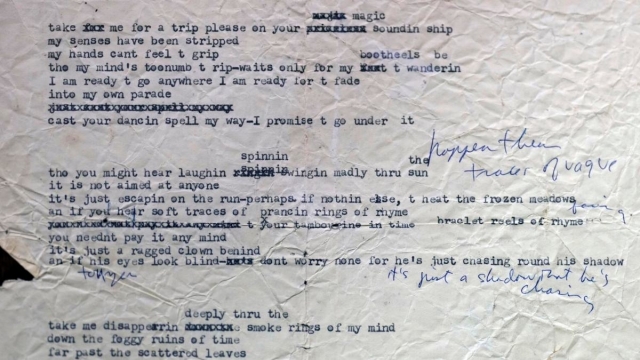 magic
take me for a trip please on your soundin ship
my senses have been stripped
my hands cant feel t grip bootheels be
tho my mind's toonumb t rip-waits only for my t wanderin
I am ready t go anywhere I am ready for t fade
into my own parade
cast your dancin spell my way-I promise t go under it
happen then
traces of vague
spinnin the
tho you might hear laughin swingin madly thru sun
it is not aimed at anyone
it's just escapin on the run-perhaps if nothin else, t heat the frozen meadows
an if you hear soft traces of prancin rings of rhyme
t your tambourine in time braclet reels of rhyme
you neednt pay it any mind
it's just a ragged clown behind
an if his eyes look blind- dont worry none for he's just chasing round his shadow
it's just a shadow that he's
chasing
deeply thru the
take me disapperrin smoke rings of my mind
down the foggy ruins of time
far past the scattered leaves